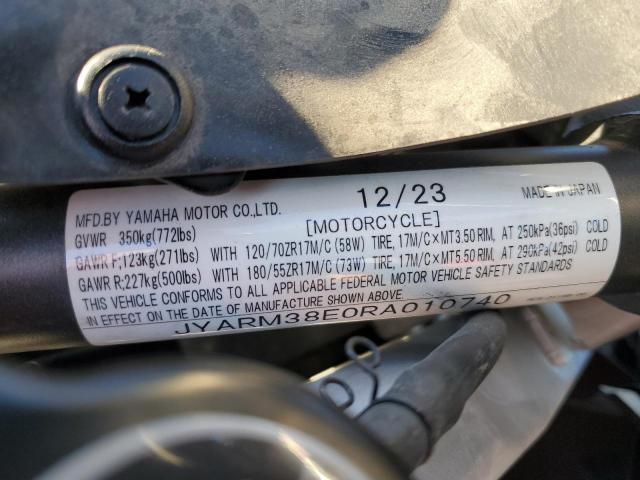 MFD.BY YAMAHA MOTOR CO.,LTD. 12/23 MADE IN JAPAN
GVWR 350kg(772lbs) [MOTORCYCLE]
GAWR F;123kg(271lbs) WITH 120/70ZR17M/C (58W) TIRE, 17M/C×MT3.50 RIM, AT 250kPa(36psi) COLD
GAWR R;227kg(500lbs) WITH 180/55ZR17M/C (73W) TIRE, 17M/C×MT5.50 RIM, AT 290kPa(42psi) COLD
THIS VEHICLE CONFORMS TO ALL APPLICABLE FEDERAL MOTOR VEHICLE SAFETY STANDARDS
IN EFFECT ON THE DATE OF MANUFACTURE SHOWN ABOVE.
JYARM38E0RA010740